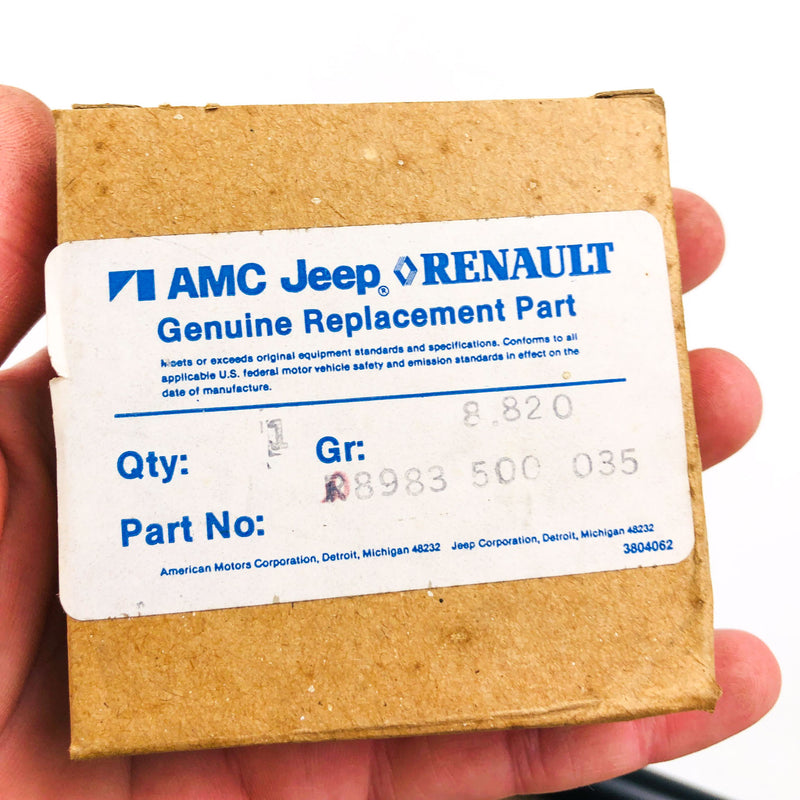 AMC Jeep® RENAULT
Genuine Replacement Part
Meets or exceeds original equipment standards and specifications. Conforms to all
applicable U.S. federal motor vehicle safety and emission standards in effect on the
date of manufacture.
Qty: 1 Gr: 8.820
Part No: 8983 500 035
American Motors Corporation, Detroit, Michigan 48232 Jeep Corporation, Detroit, Michigan 48232
3804062